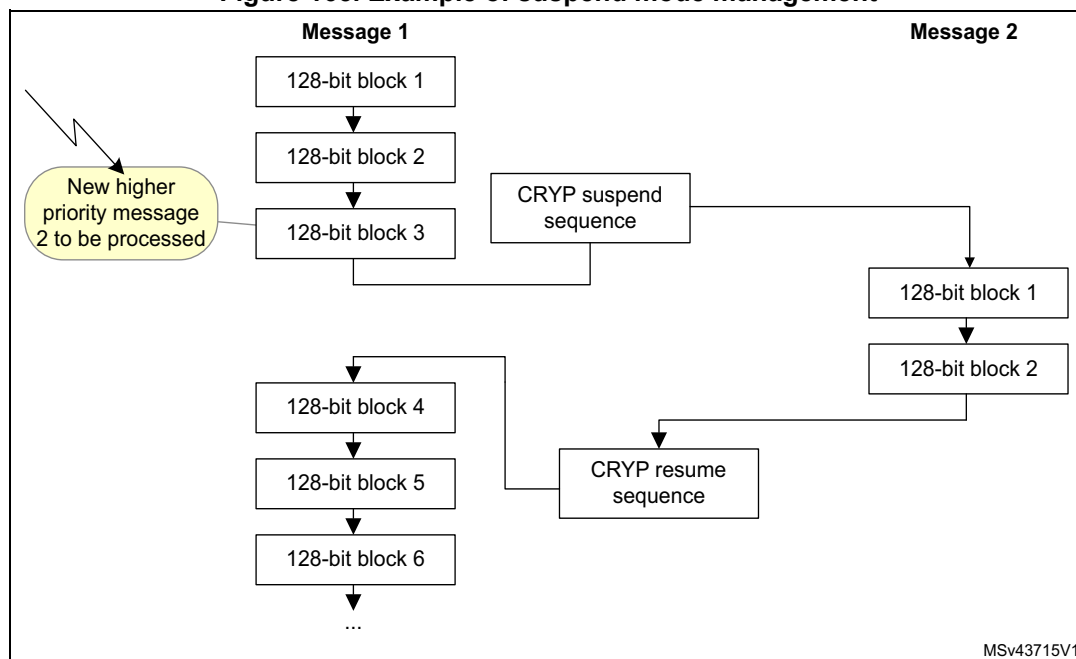 Message 1
Message 2
128-bit block 1
128-bit block 2
New higher
priority message
2 to be processed
128-bit block 3
CRYP suspend
sequence
128-bit block 1
128-bit block 2
128-bit block 4
128-bit block 5
CRYP resume
sequence
128-bit block 6
...
MSv43715V1